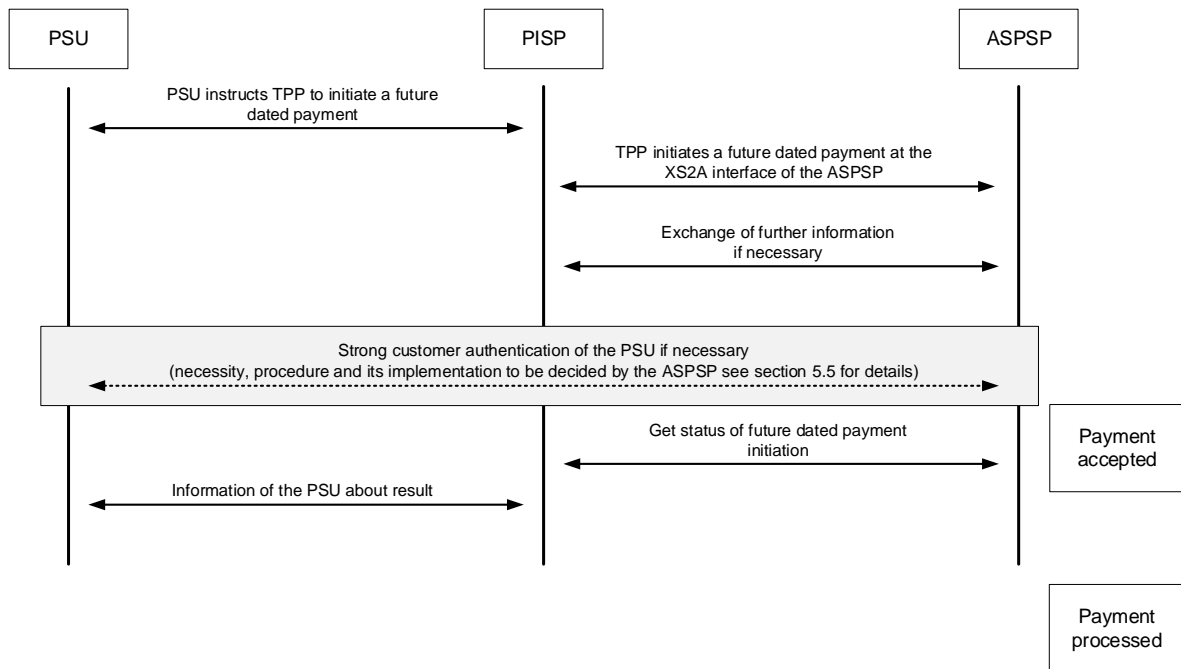 PSU
PISP
ASPSP
PSU instructs TPP to initiate a future
dated payment
TPP initiates a future dated payment at the
XS2A interface of the ASPSP
Exchange of further information
if necessary
Strong customer authentication of the PSU if necessary
(necessity, procedure and its implementation to be decided by the ASPSP see section 5.5 for details)
Get status of future dated payment
initiation
Payment
accepted
Information of the PSU about result
Payment
processed